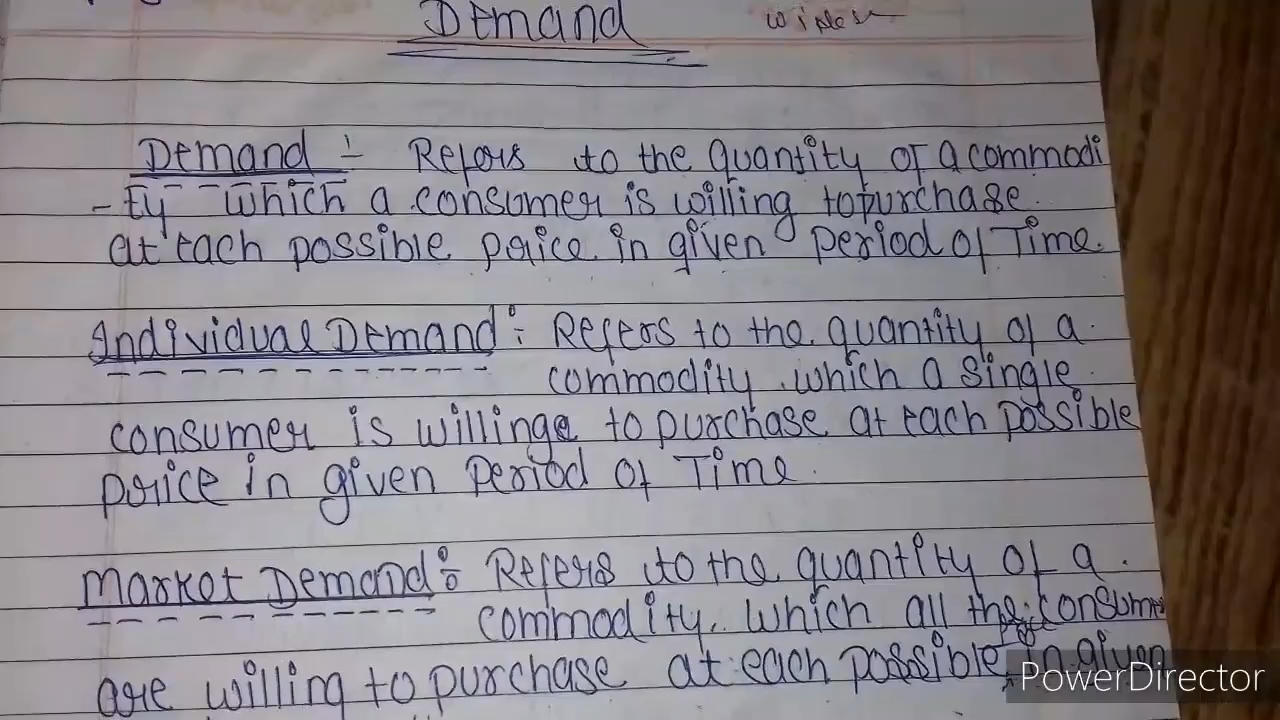 Demand
Demand :- Refers to the quantity of a commodi
-ty which a consumer is willing to purchase
at each possible price in given period of Time.
Individual Demand :- Refers to the quantity of a
commodity which a single
consumer is willinge to purchase at each possible
price in given Period of Time.
Market Demand :- Refers to the quantity of a
commodity, which all the consume
are willing to purchase at each possible in given
PowerDirector